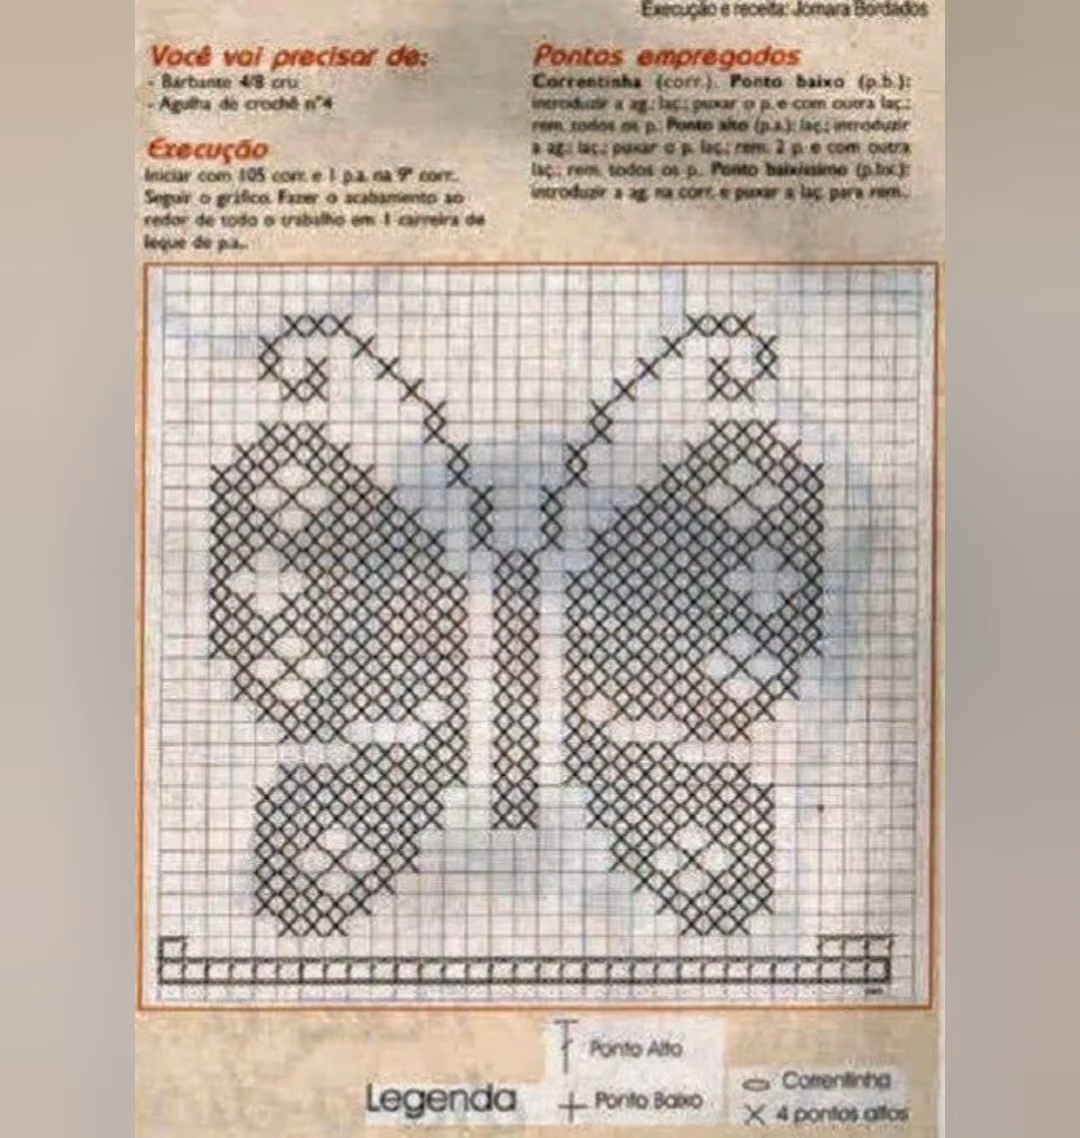 Execução e receita: Jomara Bordados
Você vai precisar de:
- Barbante 4/8 cru
- Agulha de crochê nº4
Execução
Iniciar com 105 corr. e 1 p.a. na 9ª corr..
Seguir o gráfico. Fazer o acabamento ao
redor de todo o trabalho em 1 carreira de
leque de p.a..
Pontos empregados
Correntinha (corr.). Ponto baixo (p.b.):
introduzir a ag.; laç.; puxar o p. e com outra laç.;
rem. todos os p. Ponto alto (p.a.): laç.; introduzir
a ag.; laç.; puxar o p. laç.; rem. 2 p. e com outra
laç.; rem. todos os p.. Ponto baixíssimo (p.bx.):
introduzir a ag. na corr. e puxar a laç. para rem..
Legenda
Ponto Alto
Ponto Baixo
Correntinha
4 pontos altos